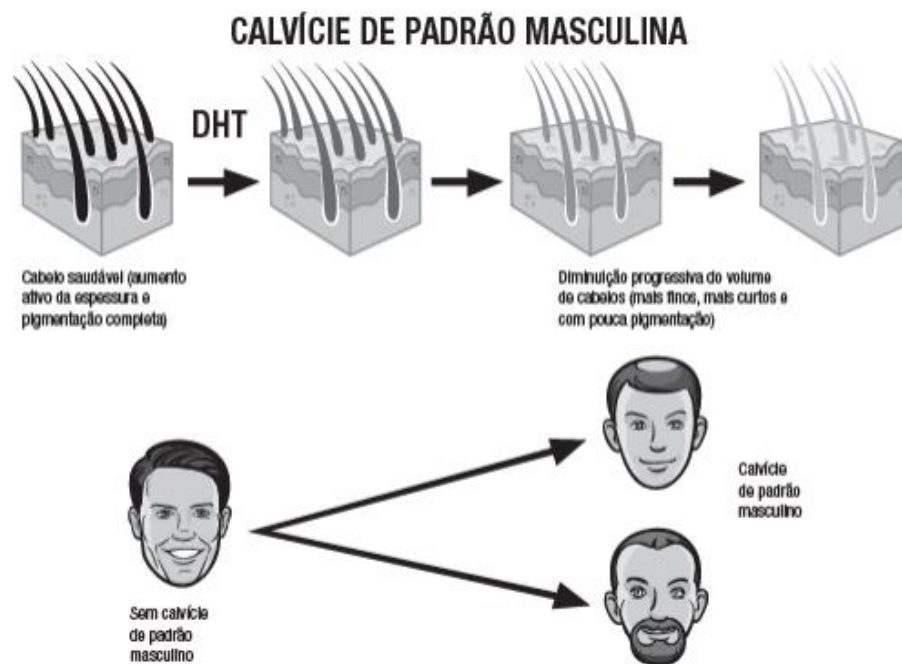 CALVÍCIE DE PADRÃO MASCULINA
DHT
Cabelo saudável (aumento
ativo da espessura e
pigmentação completa)
Diminuição progressiva do volume
de cabelos (mais finos, mais curtos e
com pouca pigmentação)
Sem calvície
de padrão
masculino
Calvície
de padrão
masculino